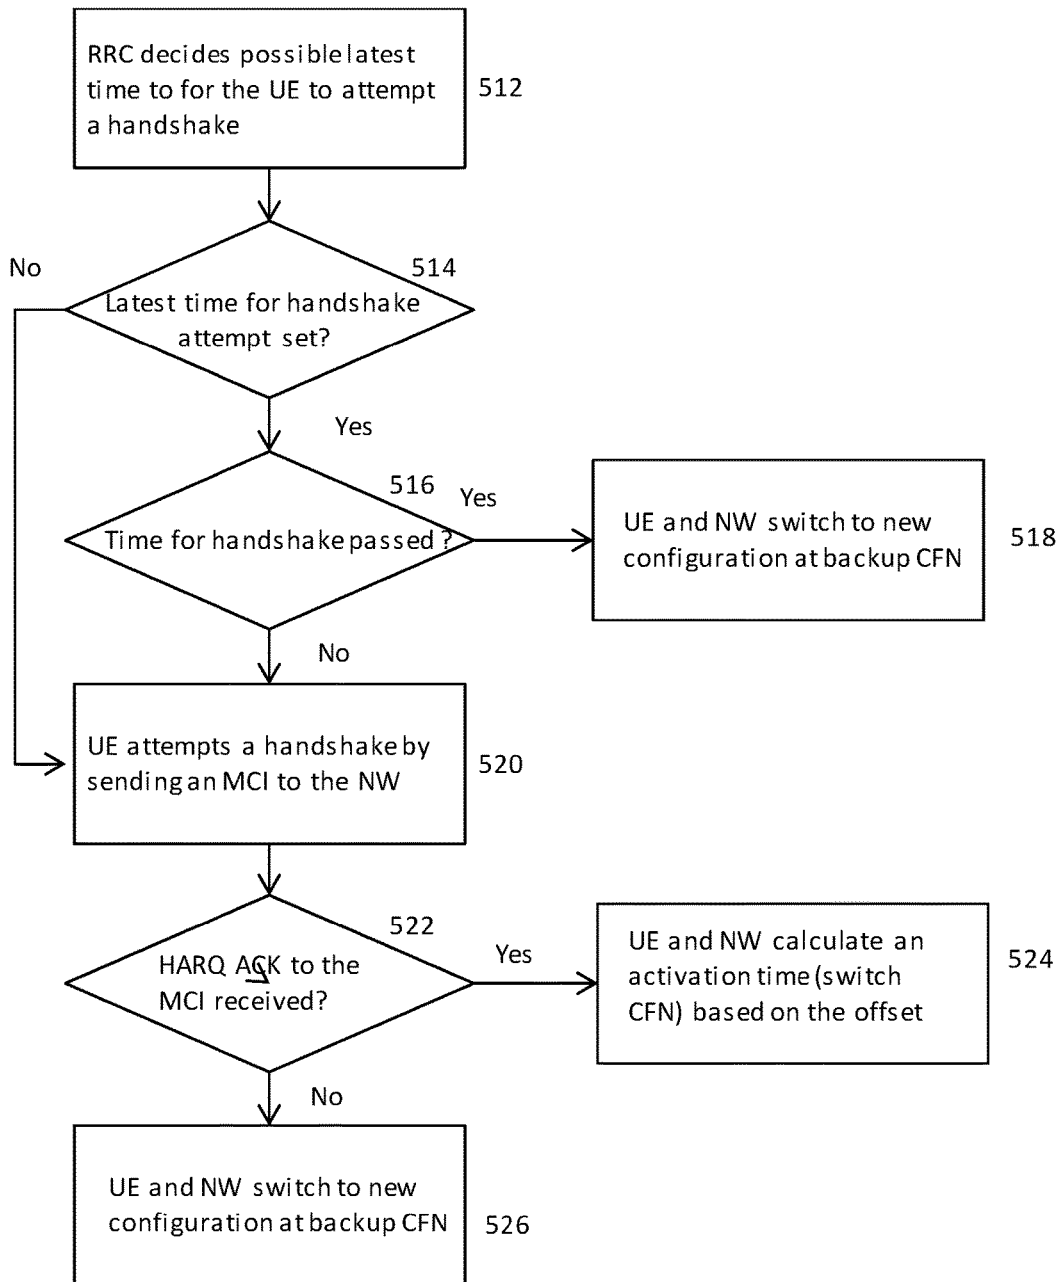 RRC decides possible latest
time to for the UE to attempt
a handshake
512
No
514
Latest time for handshake
attempt set?
Yes
516
Yes
Time for handshake passed ?
UE and NW switch to new
configuration at backup CFN
518
No
UE attempts a handshake by
sending an MCI to the NW
520
522
HARQ ACK to the
MCI received?
Yes
UE and NW calculate an
activation time (switch
CFN) based on the offset
524
No
UE and NW switch to new
configuration at backup CFN
526